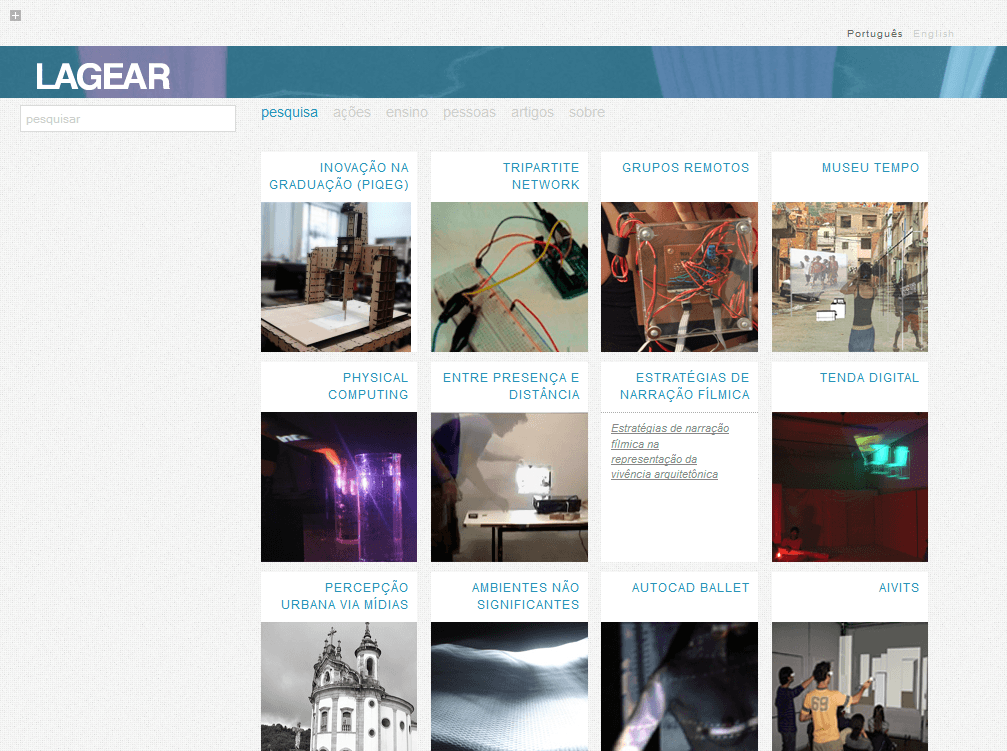 Português English
LAGEAR
pesquisar
pesquisa ações ensino pessoas artigos sobre
INOVAÇÃO NA
GRADUAÇÃO (PIQEG)
TRIPARTITE
NETWORK
GRUPOS REMOTOS
MUSEU TEMPO
PHYSICAL
COMPUTING
ENTRE PRESENÇA E
DISTÂNCIA
ESTRATÉGIAS DE
NARRAÇÃO FÍLMICA
Estratégias de narração
fílmica na
representação da
vivência arquitetônica
TENDA DIGITAL
PERCEPÇÃO
URBANA VIA MÍDIAS
AMBIENTES NÃO
SIGNIFICANTES
AUTOCAD BALLET
AIVITS
69